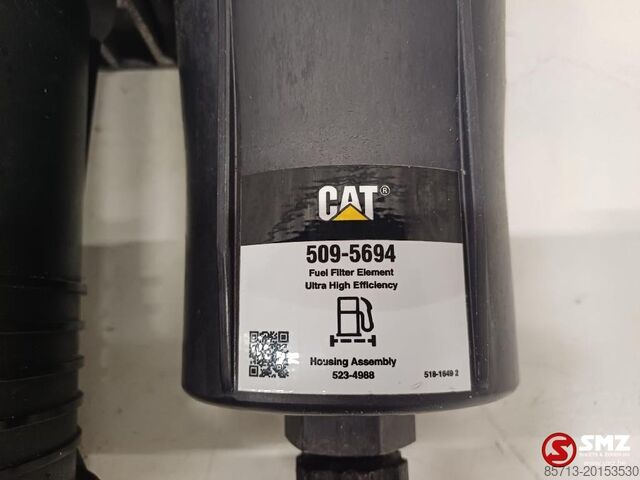 CAT®
509-5694
Fuel Filter Element
Ultra High Efficiency
Housing Assembly
523-4988
518-1649 2
SMZ
85713-20153530